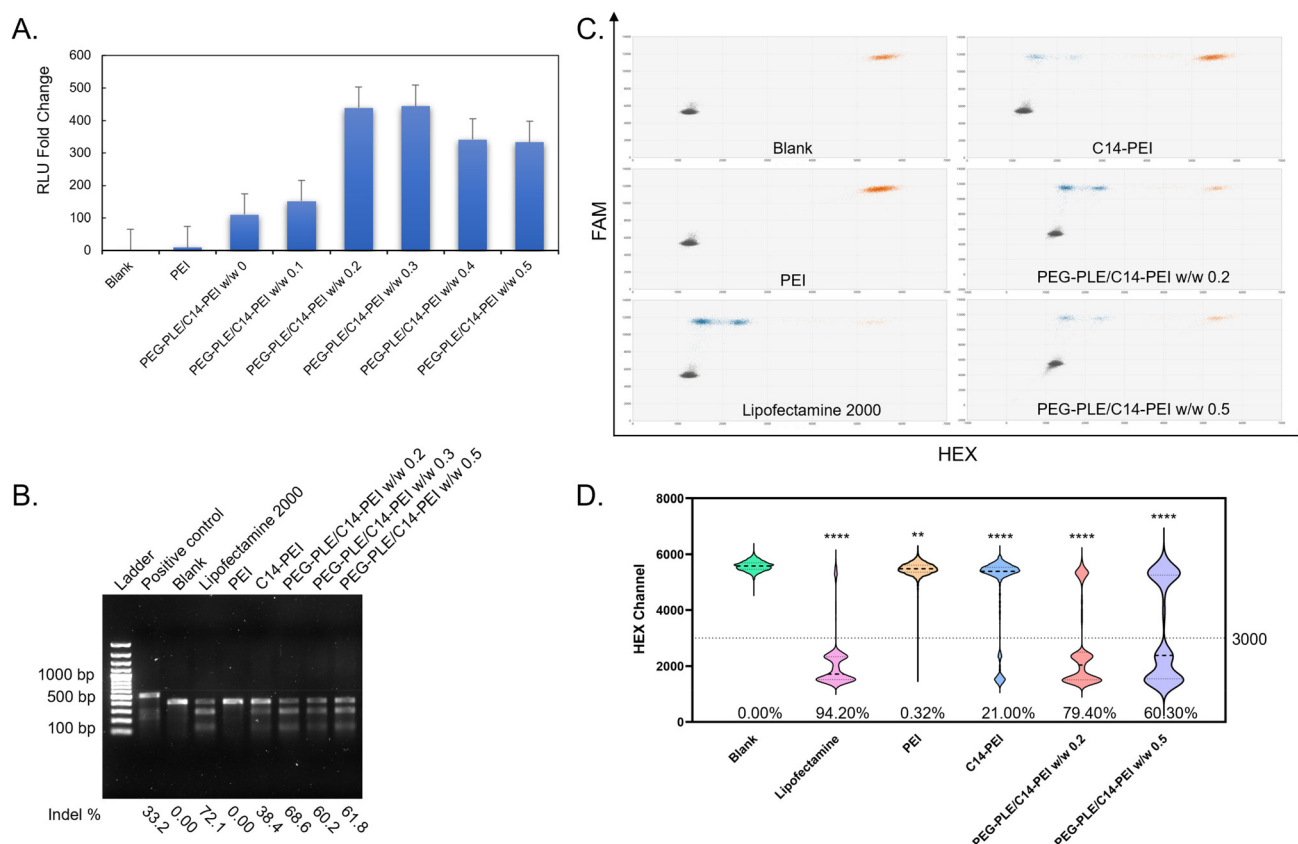 A.
600
500
400
300
200
100
0
RLU Fold Change
Blank
PEI
PEG-PLE/C14-PEI w/w 0
PEG-PLE/C14-PEI w/w 0.1
PEG-PLE/C14-PEI w/w 0.2
PEG-PLE/C14-PEI w/w 0.3
PEG-PLE/C14-PEI w/w 0.4
PEG-PLE/C14-PEI w/w 0.5
B.
Ladder
Positive control
Blank
Lipofectamine 2000
PEI
C14-PEI
PEG-PLE/C14-PEI w/w 0.2
PEG-PLE/C14-PEI w/w 0.3
PEG-PLE/C14-PEI w/w 0.5
1000 bp
500 bp
100 bp
Indel %
33.2
0.00
72.1
0.00
38.4
68.6
60.2
61.8
C.
FAM
Blank
C14-PEI
PEI
PEG-PLE/C14-PEI w/w 0.2
Lipofectamine 2000
PEG-PLE/C14-PEI w/w 0.5
HEX
D.
HEX Channel
8000
6000
4000
2000
0
3000
****
**
****
****
****
0.00%
94.20%
0.32%
21.00%
79.40%
60.30%
Blank
Lipofectamine
PEI
C14-PEI
PEG-PLE/C14-PEI w/w 0.2
PEG-PLE/C14-PEI w/w 0.5